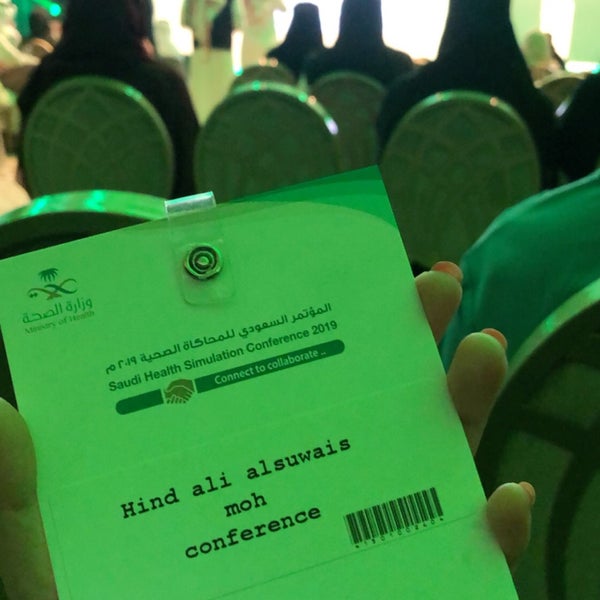 وزارة الصحة
Ministry of Health
المؤتمر السعودي للمحاكاة الصحية ٢٠١٩ م
Saudi Health Simulation Conference 2019
Connect to collaborate ..
Hind ali alsuwais
moh
conference